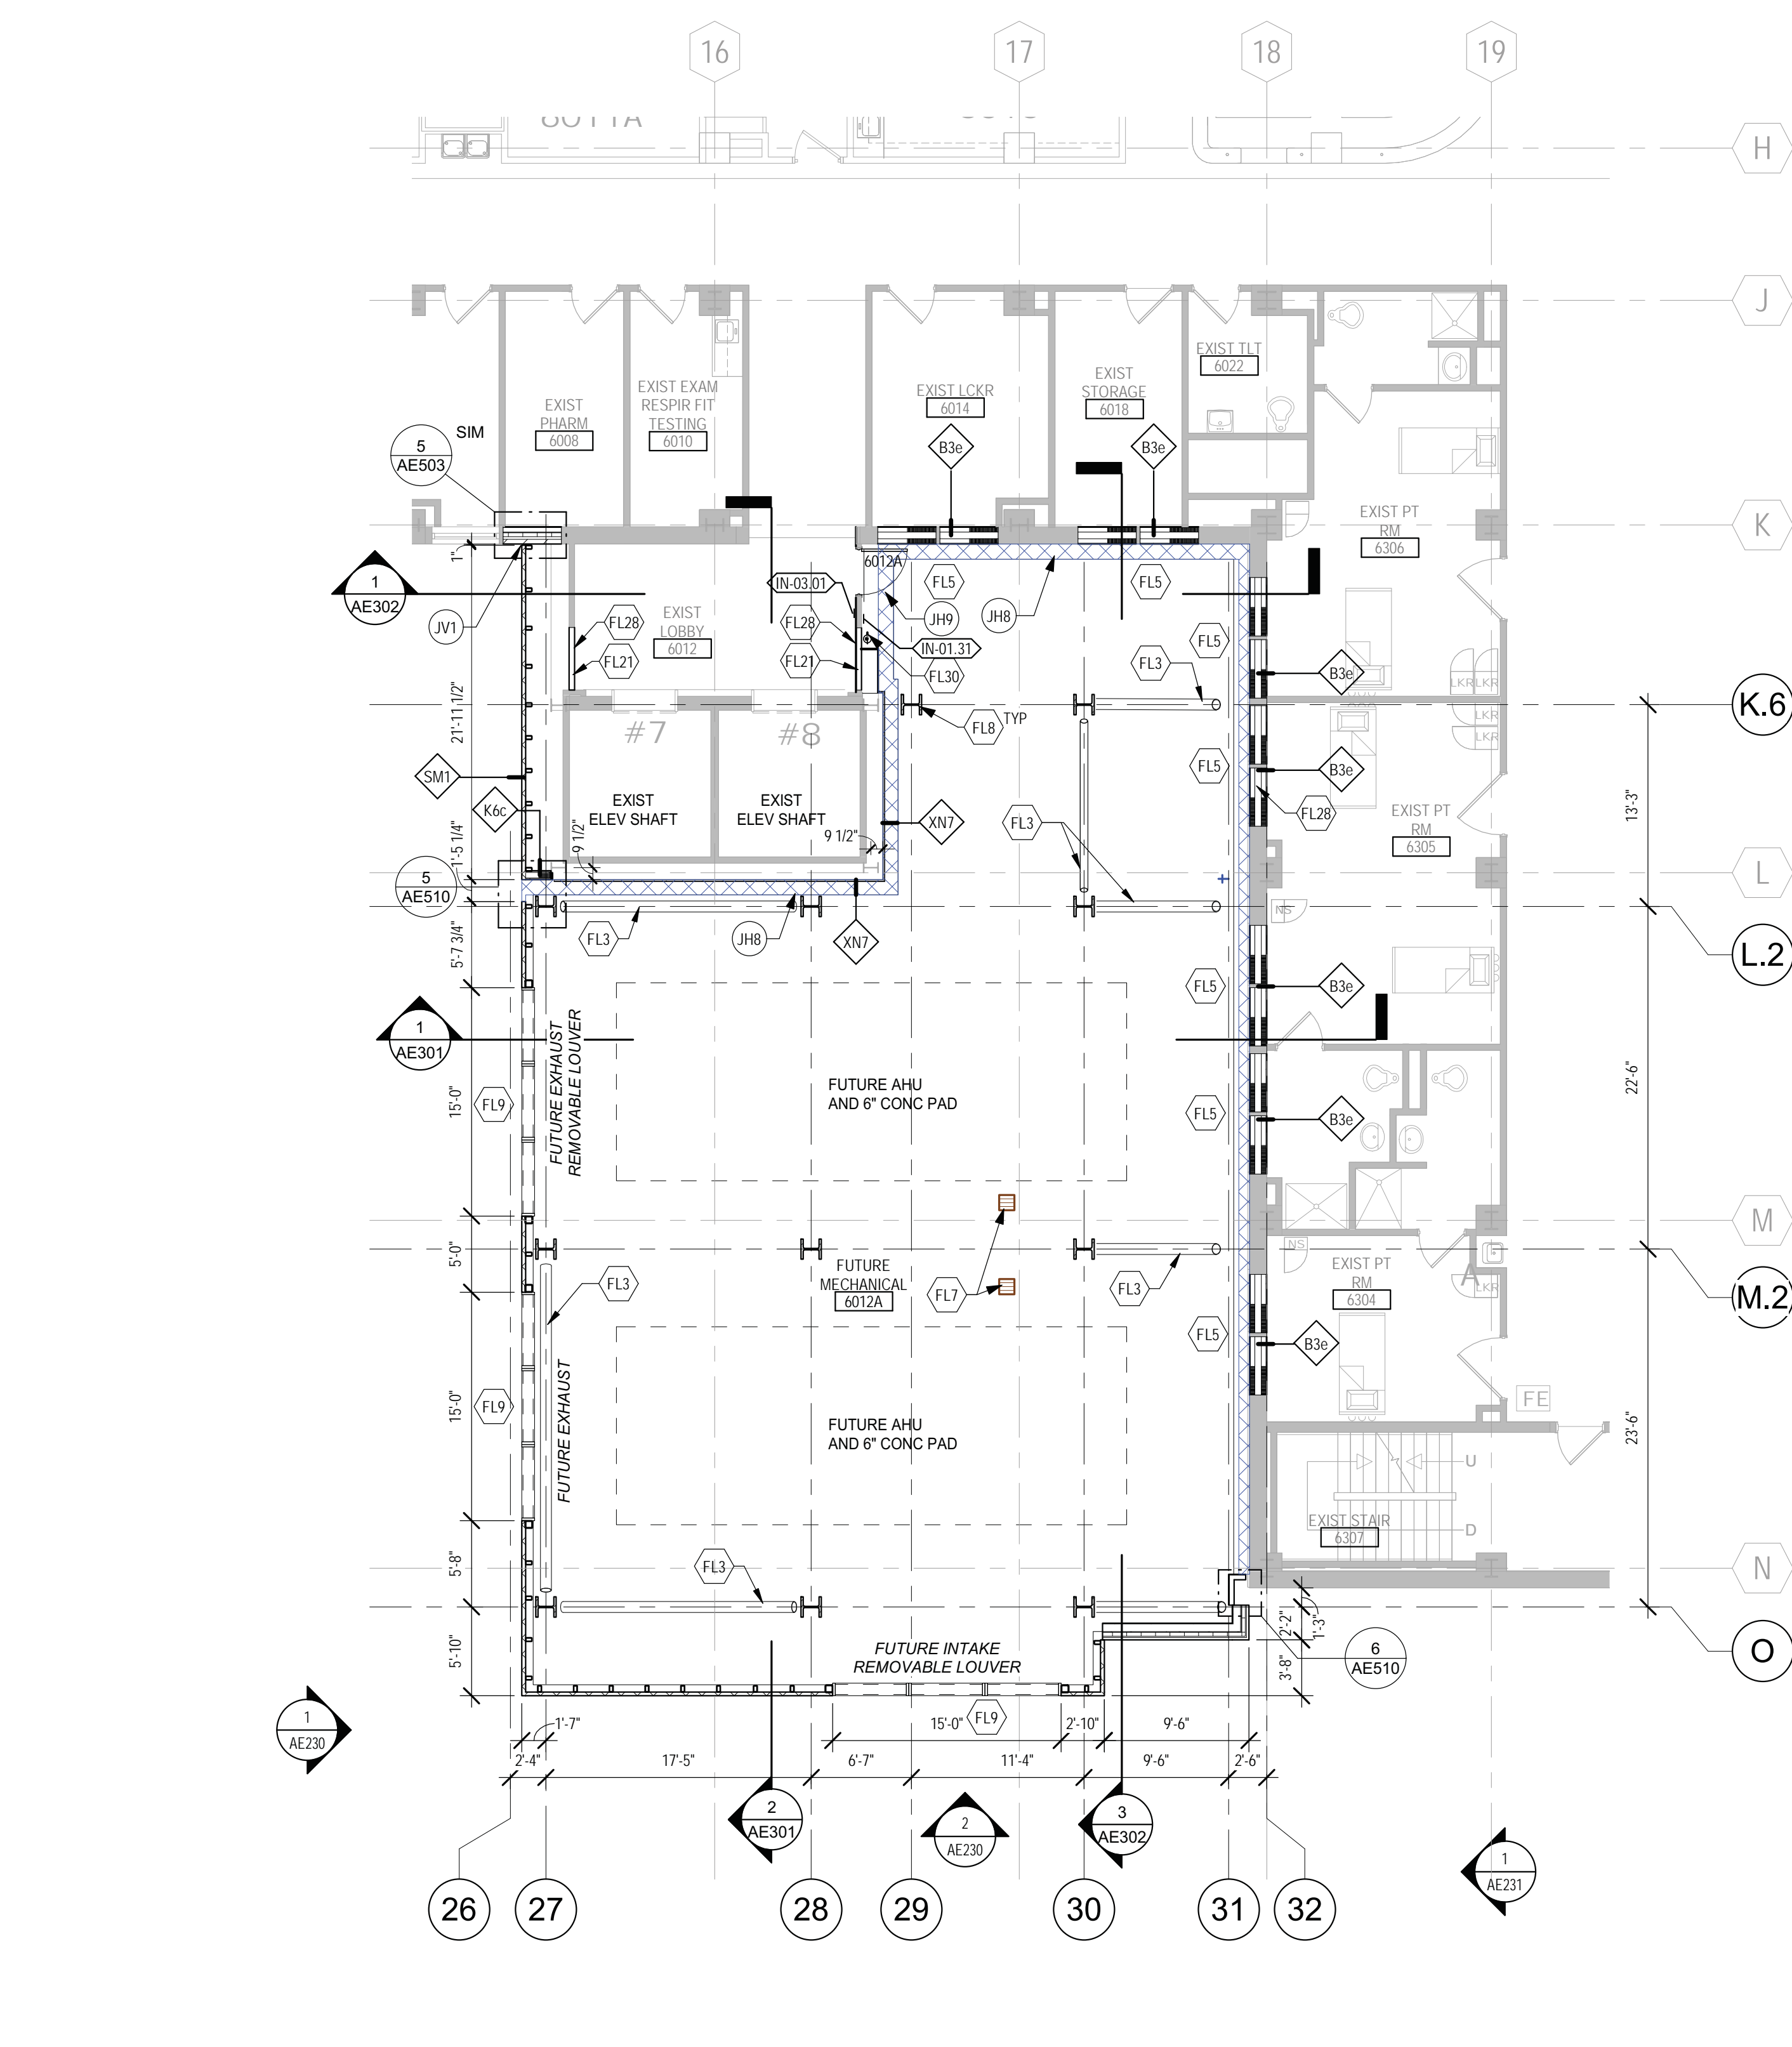 16
17
18
19
H
J
K
K.6
L
L.2
M
M.2
N
O
EXIST
PHARM
6008
EXIST EXAM
RESPIR FIT
TESTING
6010
EXIST LCKR
6014
EXIST
STORAGE
6018
EXIST TLT
6022
5
AE503
SIM
B3e
B3e
EXIST PT
RM
6306
1"
1
AE302
JV1
6012A
IN-03.01
FL5
FL5
JH9
JH8
EXIST
LOBBY
6012
FL28
FL21
FL28
FL21
IN-01.31
FL30
FL5
FL3
B3e
LKR
LKR
LKR
LKR
21'-11 1/2"
#7
#8
FL8
TYP
SM1
K6c
EXIST
ELEV SHAFT
EXIST
ELEV SHAFT
9 1/2"
9 1/2"
XN7
FL3
FL5
B3e
FL28
EXIST PT
RM
6305
13'-3"
1'-5 1/4"
5
AE510
5'-7 3/4"
FL3
JH8
XN7
NS
FL5
B3e
1
AE301
FUTURE EXHAUST
REMOVABLE LOUVER
15'-0"
FL9
FUTURE AHU
AND 6" CONC PAD
22'-6"
FL5
B3e
5'-0"
FL3
FUTURE
MECHANICAL
6012A
FL7
FL3
NS
EXIST PT
RM
6304
A
LKR
FL5
B3e
15'-0"
FL9
FUTURE EXHAUST
FUTURE AHU
AND 6" CONC PAD
FE
23'-6"
U
D
EXIST STAIR
6307
5'-8"
FL3
5'-10"
FUTURE INTAKE
REMOVABLE LOUVER
2'-2"
1'-3"
3'-8"
6
AE510
1
AE230
1'-7"
15'-0"
FL9
2'-10"
9'-6"
2'-4"
17'-5"
6'-7"
11'-4"
9'-6"
2'-6"
2
AE301
2
AE230
3
AE302
1
AE231
26
27
28
29
30
31
32